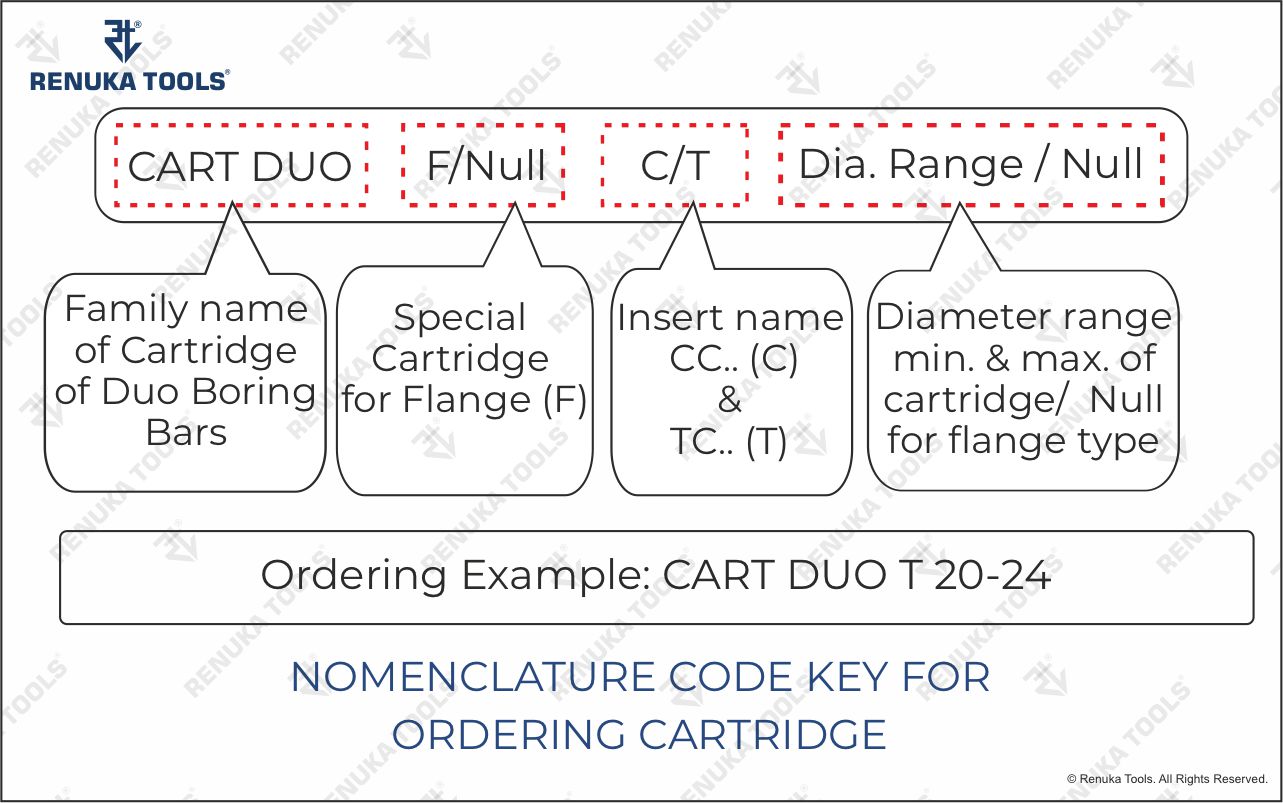 RENUKA TOOLS®
CART DUO F/Null C/T Dia. Range / Null
Family name
of Cartridge
of Duo Boring
Bars
Special
Cartridge
for Flange (F)
Insert name
CC.. (C)
&
TC.. (T)
Diameter range
min. & max. of
cartridge/ Null
for flange type
Ordering Example: CART DUO T 20-24
NOMENCLATURE CODE KEY FOR
ORDERING CARTRIDGE
© Renuka Tools. All Rights Reserved.